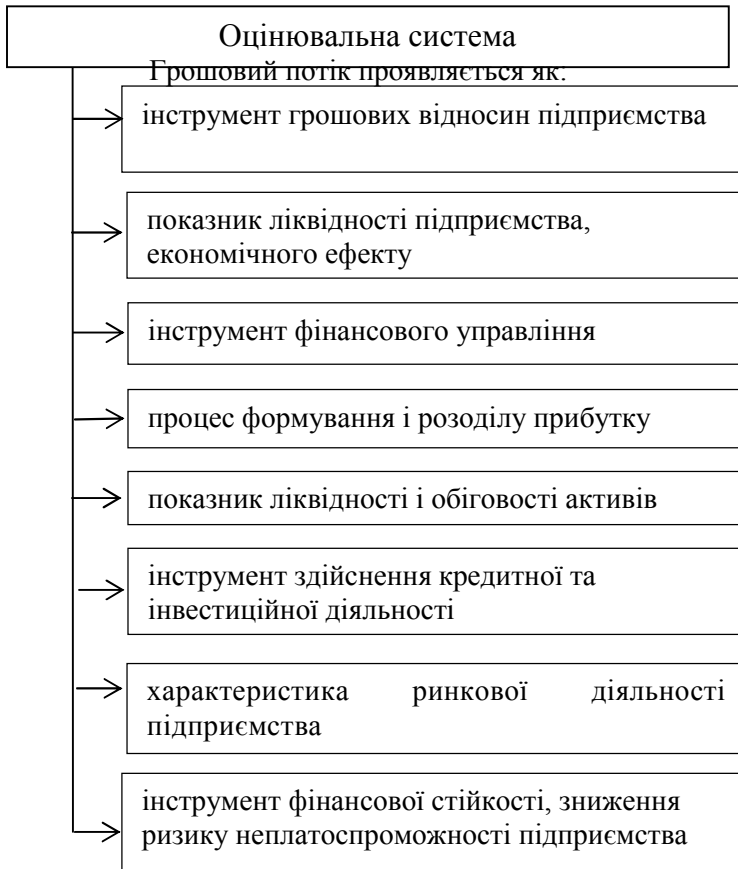 Оцінювальна система
Грошовий потік проявляється як:
інструмент грошових відносин підприємства
показник ліквідності підприємства,
економічного ефекту
інструмент фінансового управління
процес формування і розоділу прибутку
показник ліквідності і обіговості активів
інструмент здійснення кредитної та
інвестиційної діяльності
характеристика ринкової діяльності
підприємства
інструмент фінансової стійкості, зниження
ризику неплатоспроможності підприємства